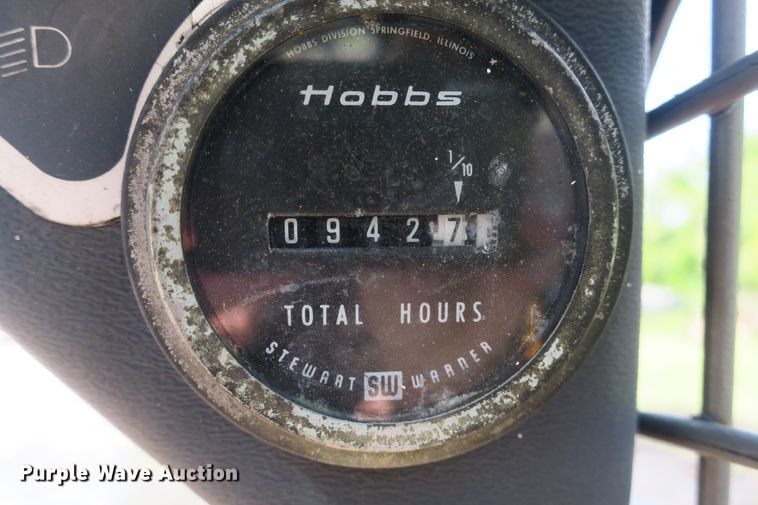 HOBBS DIVISION SPRINGFIELD, ILLINOIS
Hobbs
1/10
0 9 4 2 7
TOTAL HOURS
STEWART SW WARNER
Purple Wave Auction